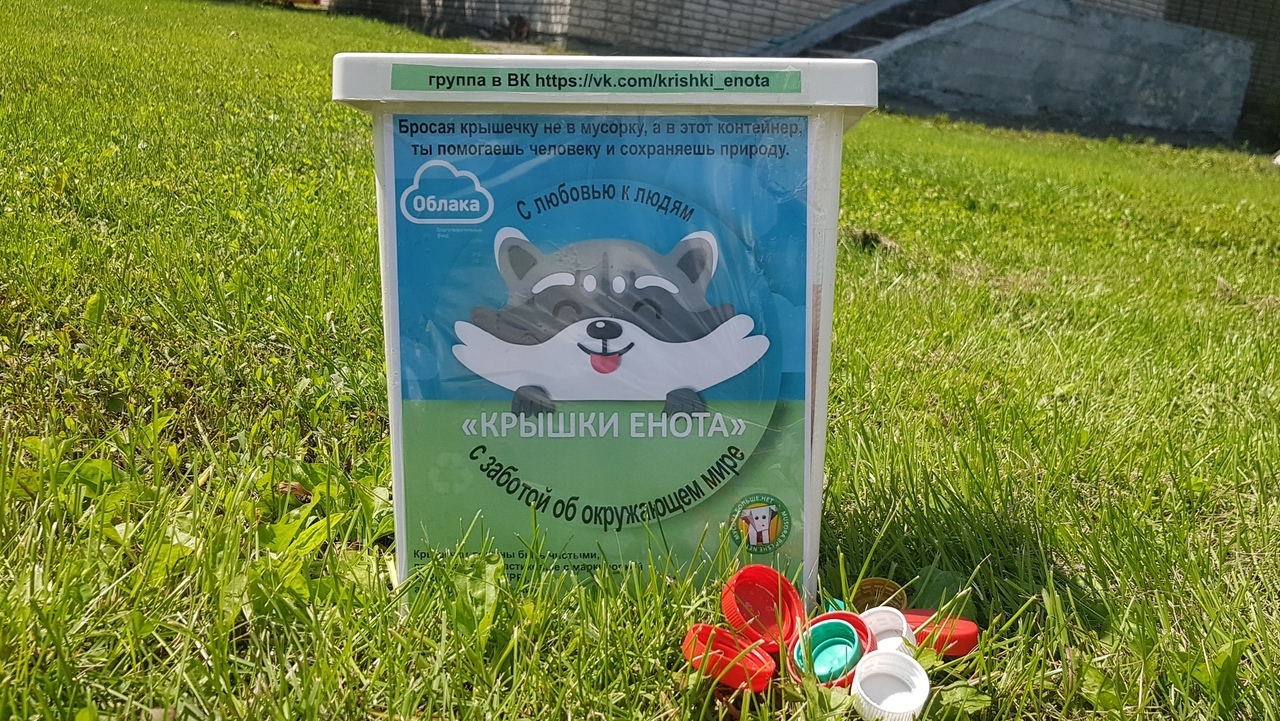 группа в ВК https://vk.com/krishki_enota
Бросая крышечку не в мусорку, а в этот контейнер,
ты помогаешь человеку и сохраняешь природу.
Облака
С любовью к людям
«КРЫШКИ ЕНОТА»
с заботой об окружающем мире
чистыми,